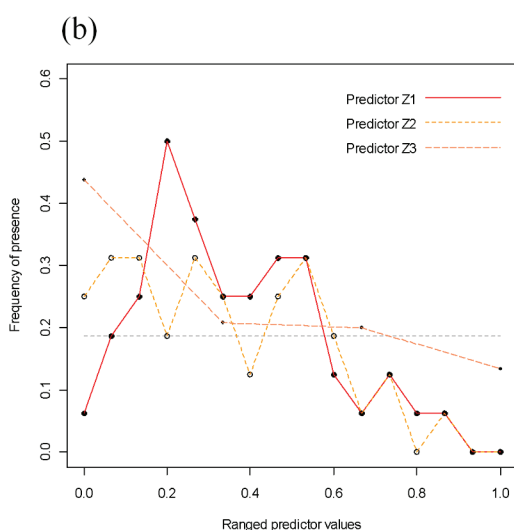 (b)
Predictor Z1
Predictor Z2
Predictor Z3
Frequency of presence
0.6
0.5
0.4
0.3
0.2
0.1
0.0
0.0 0.2 0.4 0.6 0.8 1.0
Ranged predictor values